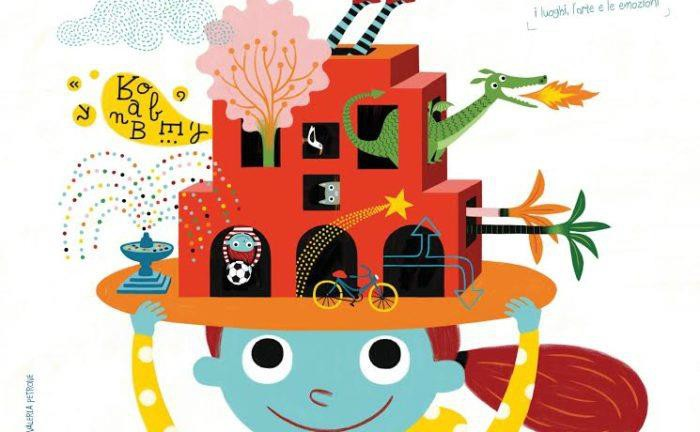 i luoghi, l'arte e le emozioni
VALERIA PETRONE